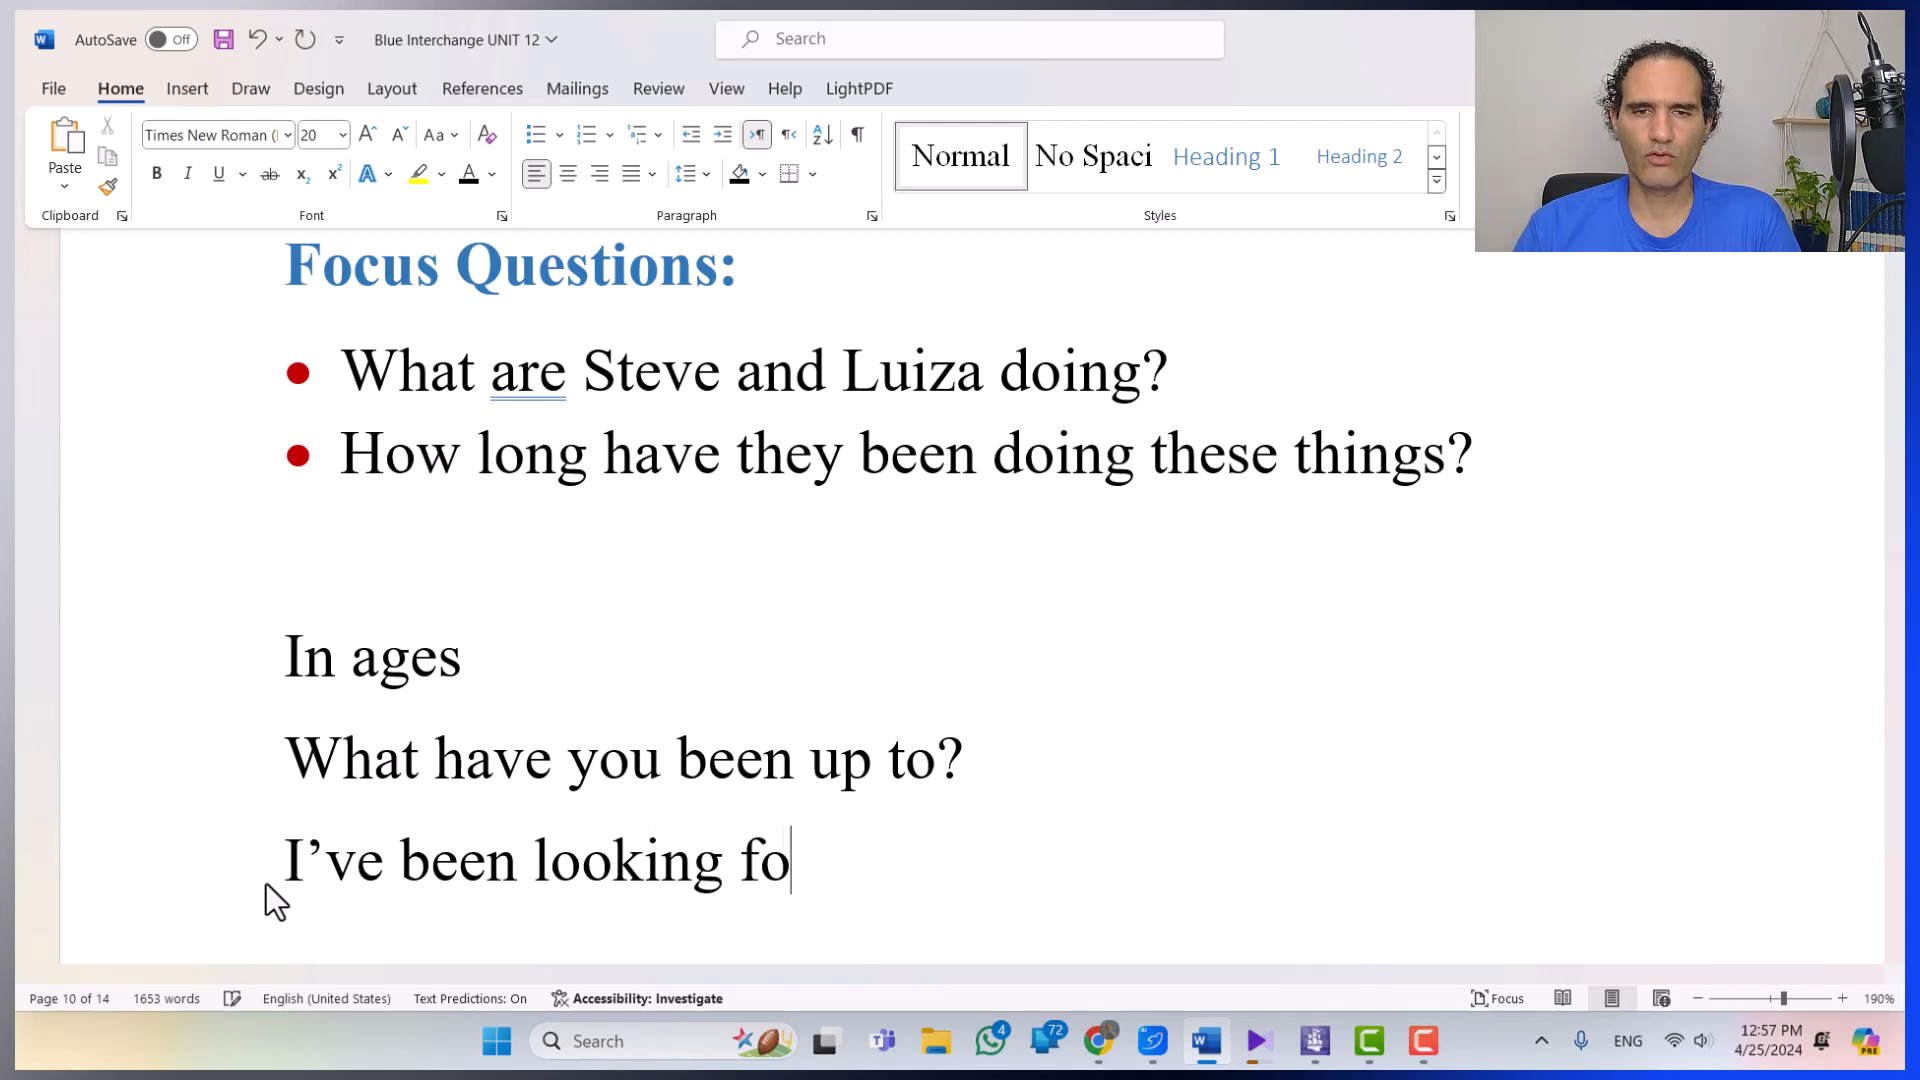 AutoSave Off Blue Interchange UNIT 12 Search
File Home Insert Draw Design Layout References Mailings Review View Help LightPDF
Paste Times New Roman ( 20 Aa Normal No Spaci Heading 1 Heading 2
Clipboard Font Paragraph Styles
Focus Questions:
• What are Steve and Luiza doing?
• How long have they been doing these things?
In ages
What have you been up to?
I’ve been looking fo
Page 10 of 14 1653 words English (United States) Text Predictions: On Accessibility: Investigate Focus 190%
Search 4 72 ENG 12:57 PM
4/25/2024
PRE